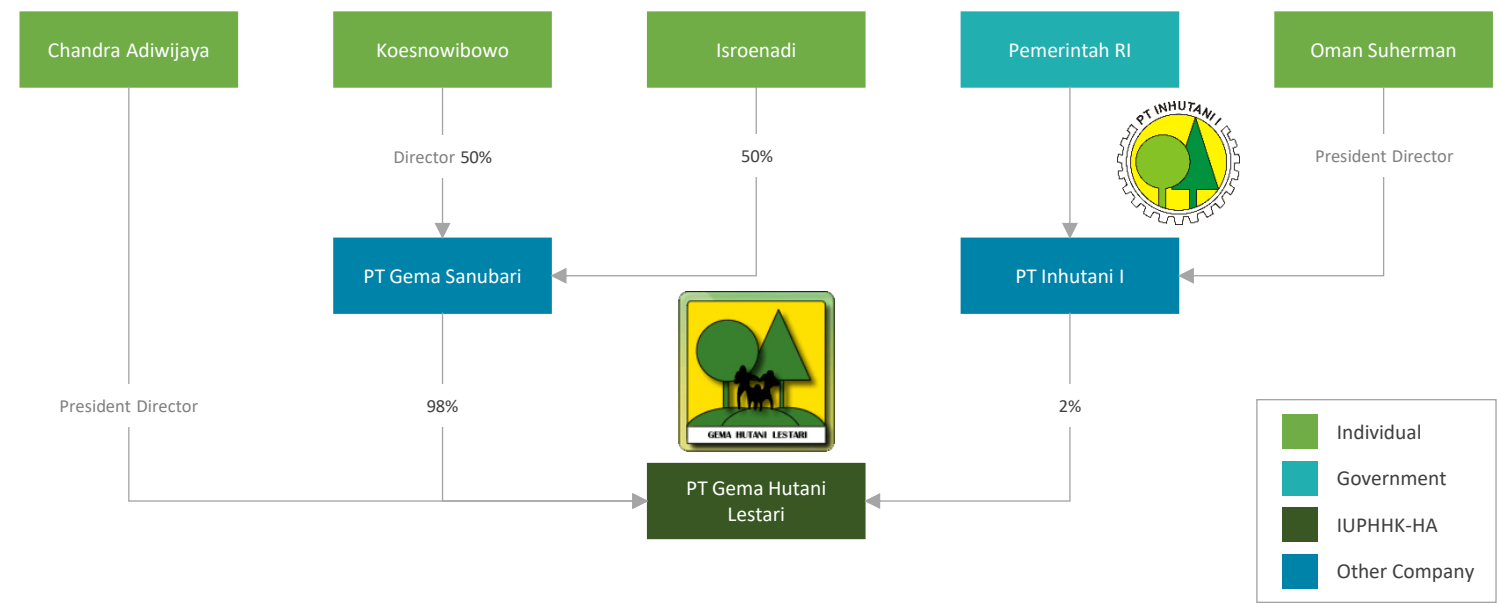 Chandra Adiwijaya
Koesnowibowo
Isroenadi
Pemerintah RI
Oman Suherman
PT INHUTANI I
Director 50%
50%
President Director
PT Gema Sanubari
PT Inhutani I
President Director
98%
2%
GEMA HUTANI LESTARI
PT Gema Hutani
Lestari
Individual
Government
IUPHHK-HA
Other Company